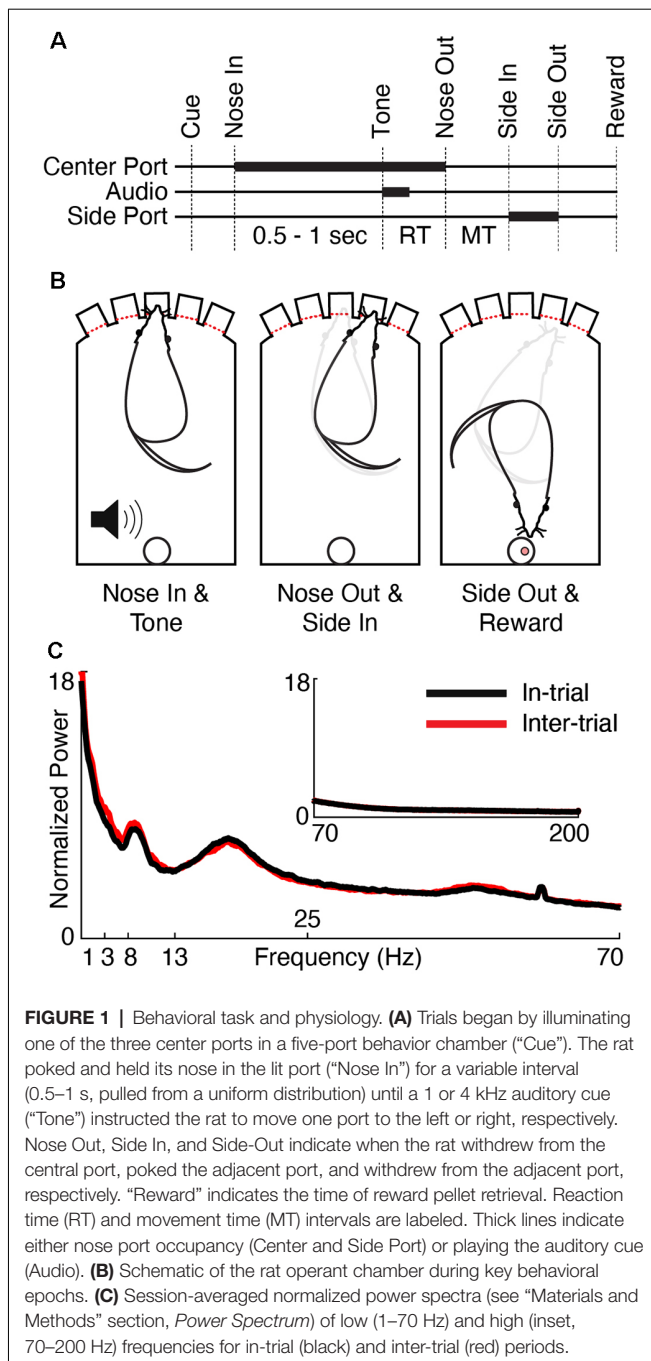 A
Cue
Nose In
Tone
Nose Out
Side In
Side Out
Reward
Center Port
Audio
Side Port
0.5 - 1 sec
RT
MT
B
Nose In &
Tone
Nose Out &
Side In
Side Out &
Reward
C
18
Normalized Power
0
1 3 8 13
25
70
Frequency (Hz)
18
0
70
200
In-trial
Inter-trial
FIGURE 1 | Behavioral task and physiology. (A) Trials began by illuminating
one of the three center ports in a five-port behavior chamber (“Cue”). The rat
poked and held its nose in the lit port (“Nose In”) for a variable interval
(0.5–1 s, pulled from a uniform distribution) until a 1 or 4 kHz auditory cue
(“Tone”) instructed the rat to move one port to the left or right, respectively.
Nose Out, Side In, and Side-Out indicate when the rat withdrew from the
central port, poked the adjacent port, and withdrew from the adjacent port,
respectively. “Reward” indicates the time of reward pellet retrieval. Reaction
time (RT) and movement time (MT) intervals are labeled. Thick lines indicate
either nose port occupancy (Center and Side Port) or playing the auditory cue
(Audio). (B) Schematic of the rat operant chamber during key behavioral
epochs. (C) Session-averaged normalized power spectra (see “Materials and
Methods” section, Power Spectrum) of low (1–70 Hz) and high (inset,
70–200 Hz) frequencies for in-trial (black) and inter-trial (red) periods.